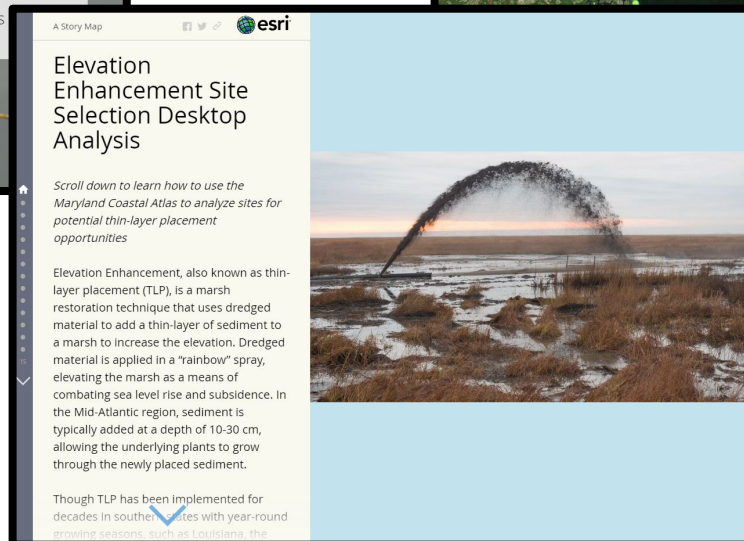 S
A Story Map
esri
Elevation
Enhancement Site
Selection Desktop
Analysis
Scroll down to learn how to use the
Maryland Coastal Atlas to analyze sites for
potential thin-layer placement
opportunities
Elevation Enhancement, also known as thin-
layer placement (TLP), is a marsh
restoration technique that uses dredged
material to add a thin-layer of sediment to
a marsh to increase the elevation. Dredged
material is applied in a “rainbow” spray,
elevating the marsh as a means of
combating sea level rise and subsidence. In
the Mid-Atlantic region, sediment is
typically added at a depth of 10-30 cm,
allowing the underlying plants to grow
through the newly placed sediment.
15
Though TLP has been implemented for
decades in southern states with year-round
growing seasons, such as Louisiana, the